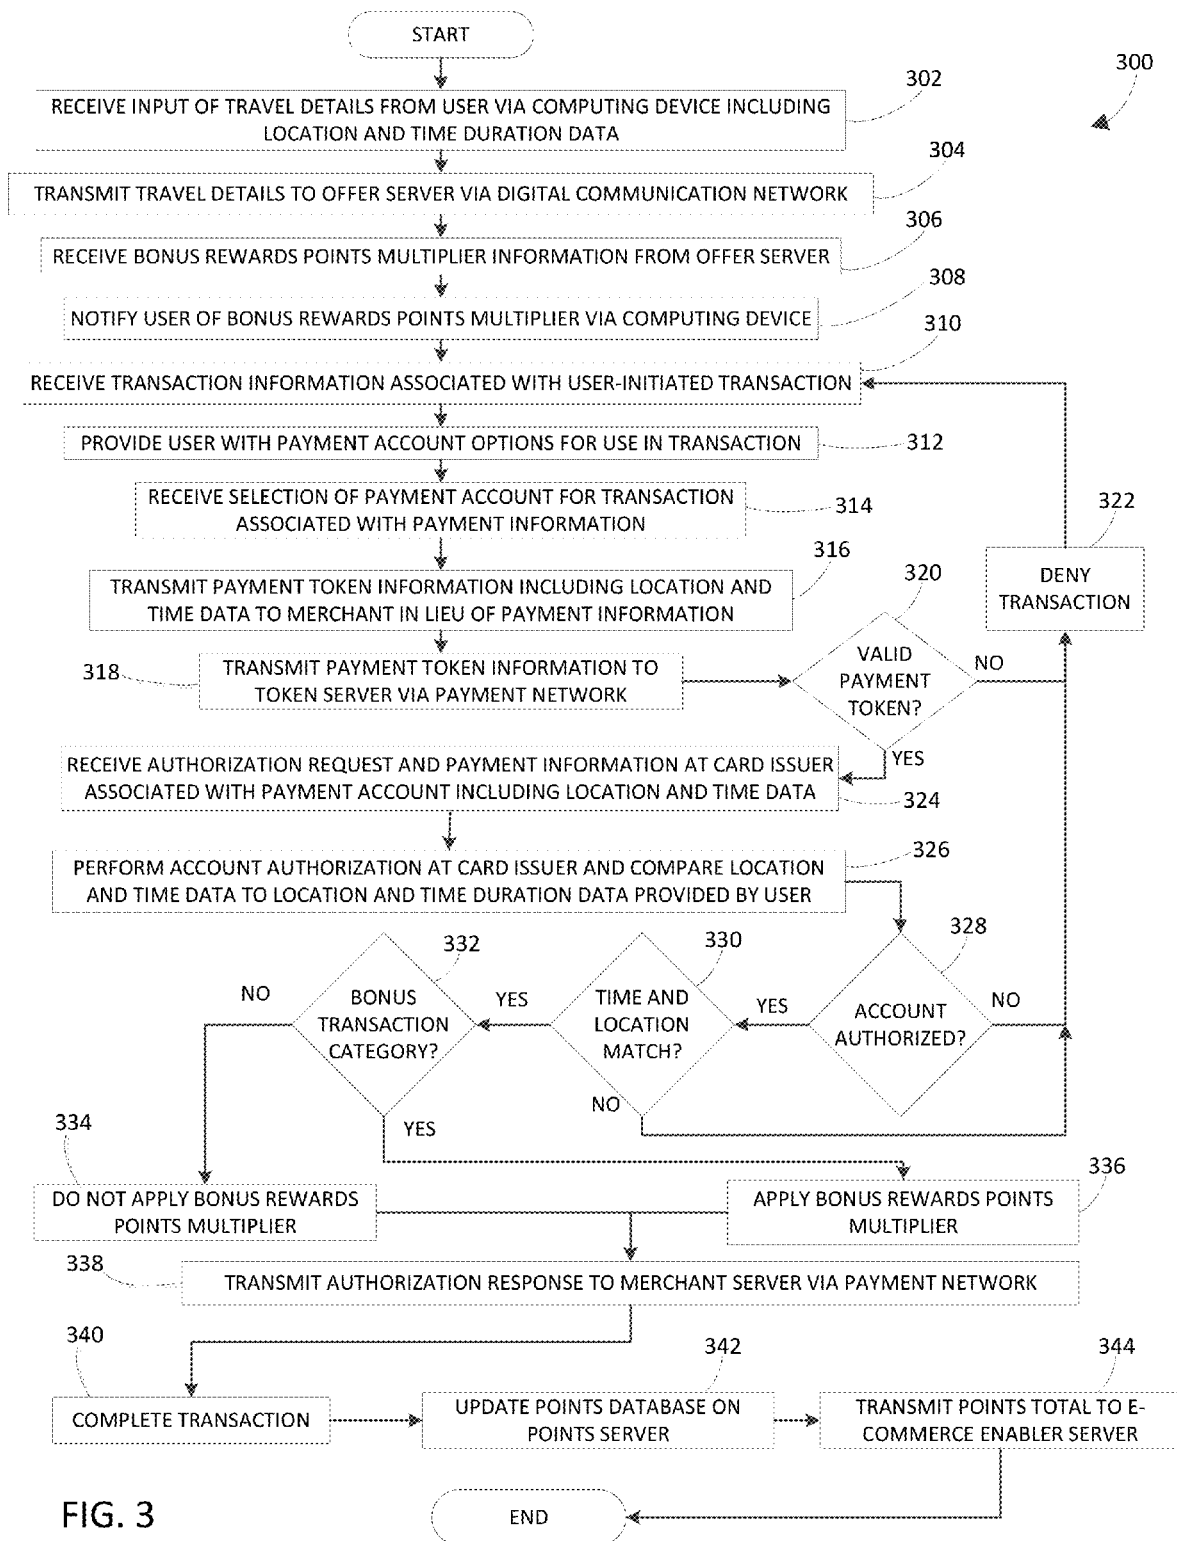 START
300
302
RECEIVE INPUT OF TRAVEL DETAILS FROM USER VIA COMPUTING DEVICE INCLUDING
LOCATION AND TIME DURATION DATA
304
TRANSMIT TRAVEL DETAILS TO OFFER SERVER VIA DIGITAL COMMUNICATION NETWORK
306
RECEIVE BONUS REWARDS POINTS MULTIPLIER INFORMATION FROM OFFER SERVER
308
NOTIFY USER OF BONUS REWARDS POINTS MULTIPLIER VIA COMPUTING DEVICE
310
RECEIVE TRANSACTION INFORMATION ASSOCIATED WITH USER-INITIATED TRANSACTION
PROVIDE USER WITH PAYMENT ACCOUNT OPTIONS FOR USE IN TRANSACTION
312
RECEIVE SELECTION OF PAYMENT ACCOUNT FOR TRANSACTION
ASSOCIATED WITH PAYMENT INFORMATION
314
322
DENY
TRANSACTION
316
TRANSMIT PAYMENT TOKEN INFORMATION INCLUDING LOCATION AND
TIME DATA TO MERCHANT IN LIEU OF PAYMENT INFORMATION
320
318
TRANSMIT PAYMENT TOKEN INFORMATION TO
TOKEN SERVER VIA PAYMENT NETWORK
VALID
PAYMENT
TOKEN?
NO
YES
RECEIVE AUTHORIZATION REQUEST AND PAYMENT INFORMATION AT CARD ISSUER
ASSOCIATED WITH PAYMENT ACCOUNT INCLUDING LOCATION AND TIME DATA
324
326
PERFORM ACCOUNT AUTHORIZATION AT CARD ISSUER AND COMPARE LOCATION
AND TIME DATA TO LOCATION AND TIME DURATION DATA PROVIDED BY USER
332
330
328
NO
BONUS
TRANSACTION
CATEGORY?
YES
TIME AND
LOCATION
MATCH?
YES
ACCOUNT
AUTHORIZED?
NO
NO
YES
334
DO NOT APPLY BONUS REWARDS
POINTS MULTIPLIER
APPLY BONUS REWARDS POINTS
MULTIPLIER
336
338
TRANSMIT AUTHORIZATION RESPONSE TO MERCHANT SERVER VIA PAYMENT NETWORK
340
342
344
COMPLETE TRANSACTION
UPDATE POINTS DATABASE ON
POINTS SERVER
TRANSMIT POINTS TOTAL TO E-
COMMERCE ENABLER SERVER
FIG. 3
END